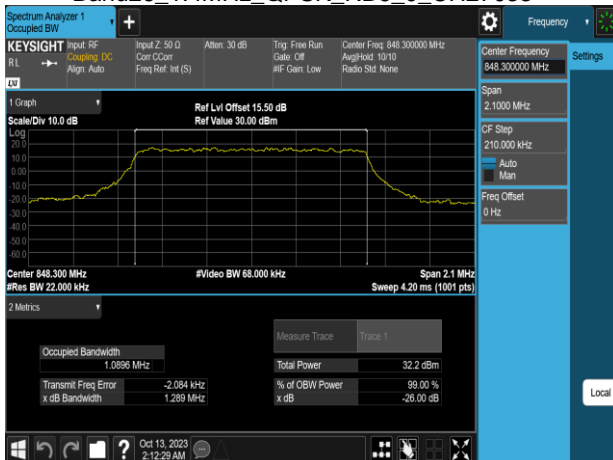 Spectrum Analyzer 1
Occupied BW
Frequency
KEYSIGHT
Input: RF
Coupling: DC
Align: Auto
Input Z: 50 Ω
Corr CCorr
Freq Ref: Int (S)
Atten: 30 dB
Trig: Free Run
Gate: Off
#IF Gain: Low
Center Freq: 848.300000 MHz
Avg|Hold: 10/10
Radio Std: None
R L
LXI
Center Frequency
848.300000 MHz
Settings
Span
2.1000 MHz
CF Step
210.000 kHz
Auto
Man
Freq Offset
0 Hz
1 Graph
Scale/Div 10.0 dB
Ref Lvl Offset 15.50 dB
Ref Value 30.00 dBm
Log
20.0
10.0
0.00
-10.0
-20.0
-30.0
-40.0
-50.0
-60.0
Center 848.300 MHz
#Res BW 22.000 kHz
#Video BW 68.000 kHz
Span 2.1 MHz
Sweep 4.20 ms (1001 pts)
2 Metrics
Measure Trace
Trace 1
Occupied Bandwidth
1.0896 MHz
Total Power
32.2 dBm
Transmit Freq Error
-2.084 kHz
% of OBW Power
99.00 %
x dB Bandwidth
1.289 MHz
x dB
-26.00 dB
Local
?
Oct 13, 2023
2:12:29 AM